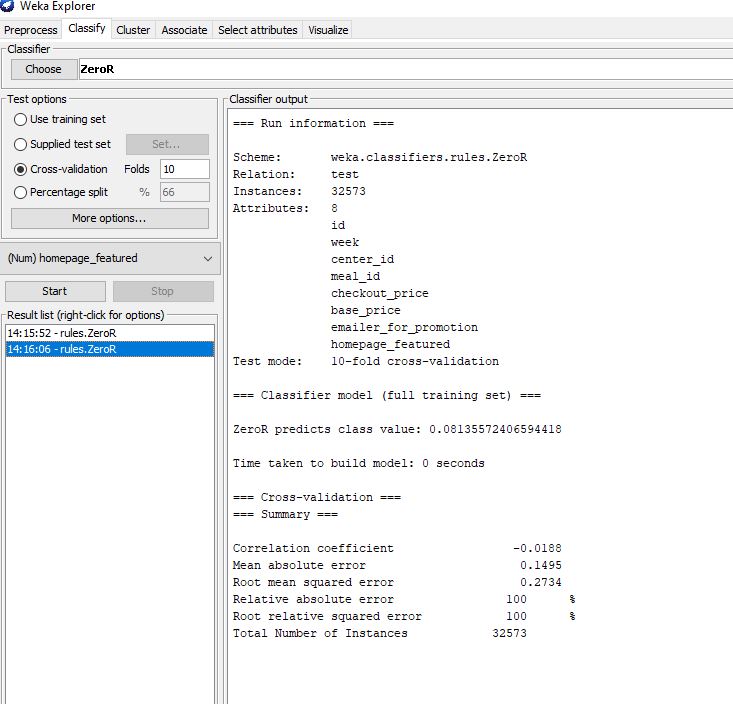 Weka Explorer
Preprocess Classify Cluster Associate Select attributes Visualize
Classifier
Choose ZeroR
Test options
Use training set
Supplied test set Set...
Cross-validation Folds 10
Percentage split % 66
More options...
(Num) homepage_featured
Start Stop
Result list (right-click for options)
14:15:52 - rules.ZeroR
14:16:06 - rules.ZeroR
Classifier output
=== Run information ===
Scheme: weka.classifiers.rules.ZeroR
Relation: test
Instances: 32573
Attributes: 8
id
week
center_id
meal_id
checkout_price
base_price
emailer_for_promotion
homepage_featured
Test mode: 10-fold cross-validation
=== Classifier model (full training set) ===
ZeroR predicts class value: 0.08135572406594418
Time taken to build model: 0 seconds
=== Cross-validation ===
=== Summary ===
Correlation coefficient -0.0188
Mean absolute error 0.1495
Root mean squared error 0.2734
Relative absolute error 100 %
Root relative squared error 100 %
Total Number of Instances 32573